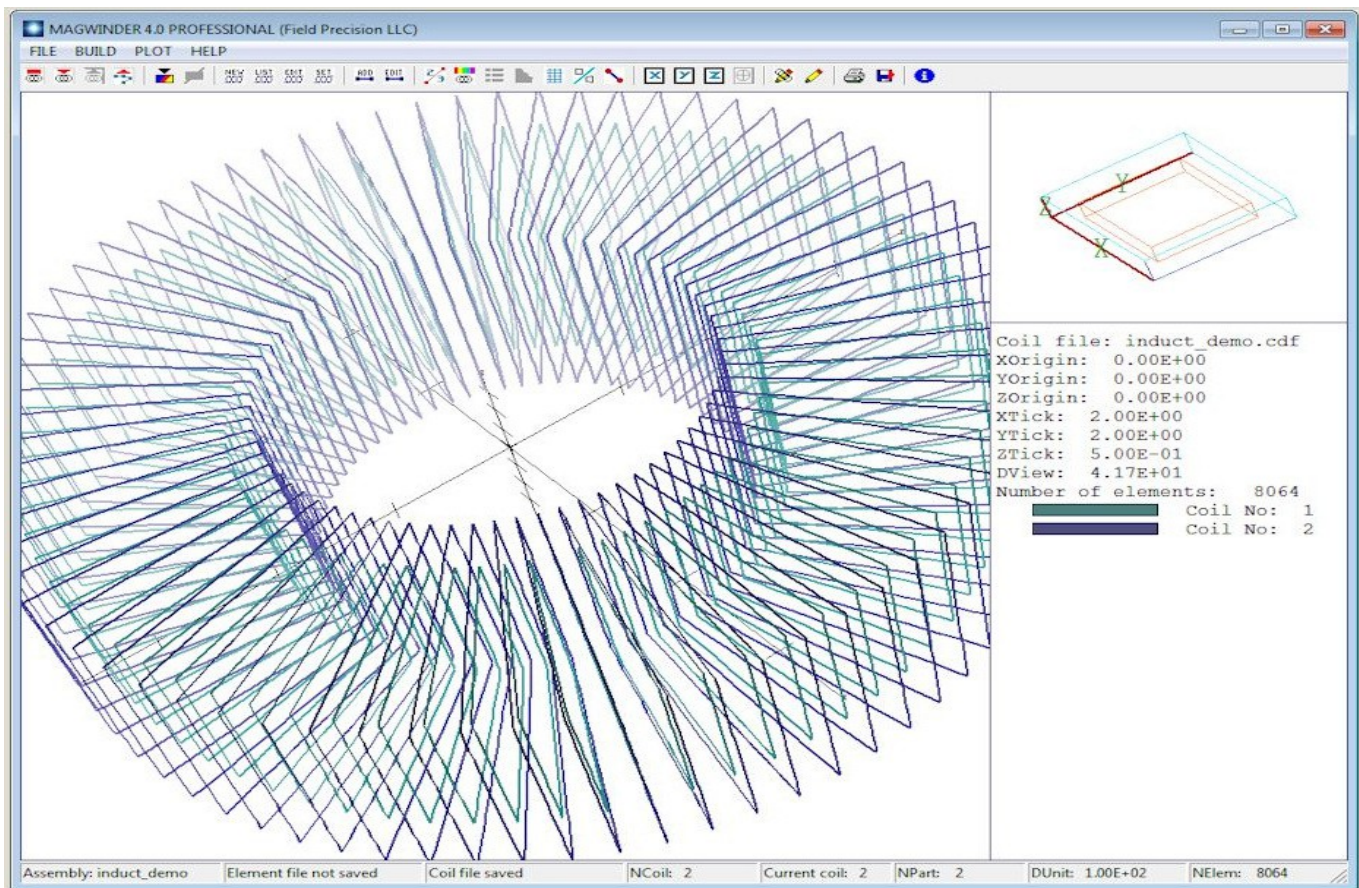 MAGWINDER 4.0 PROFESSIONAL (Field Precision LLC)
FILE BUILD PLOT HELP
NEW LIST EDIT SET ADD EDIT 2/3 X Y Z
Z Y X
Coil file: induct_demo.cdf
XOrigin: 0.00E+00
YOrigin: 0.00E+00
ZOrigin: 0.00E+00
XTick: 2.00E+00
YTick: 2.00E+00
ZTick: 5.00E-01
DView: 4.17E+01
Number of elements: 8064
Coil No: 1
Coil No: 2
Assembly: induct_demo Element file not saved Coil file saved NCoil: 2 Current coil: 2 NPart: 2 DUnit: 1.00E+02 NElem: 8064